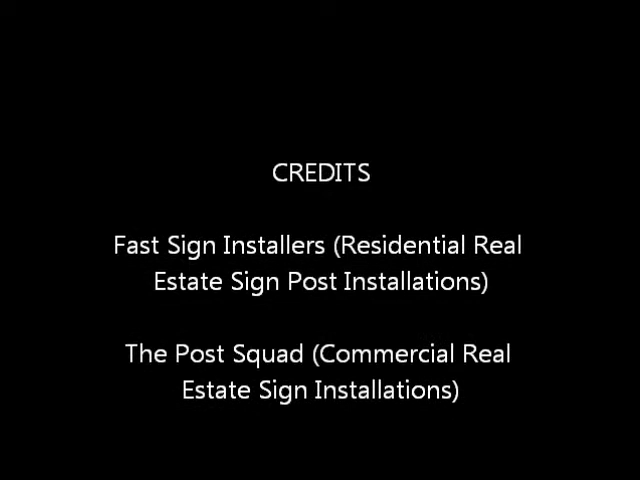 CREDITS
Fast Sign Installers (Residential Real
Estate Sign Post Installations)
The Post Squad (Commercial Real
Estate Sign Installations)